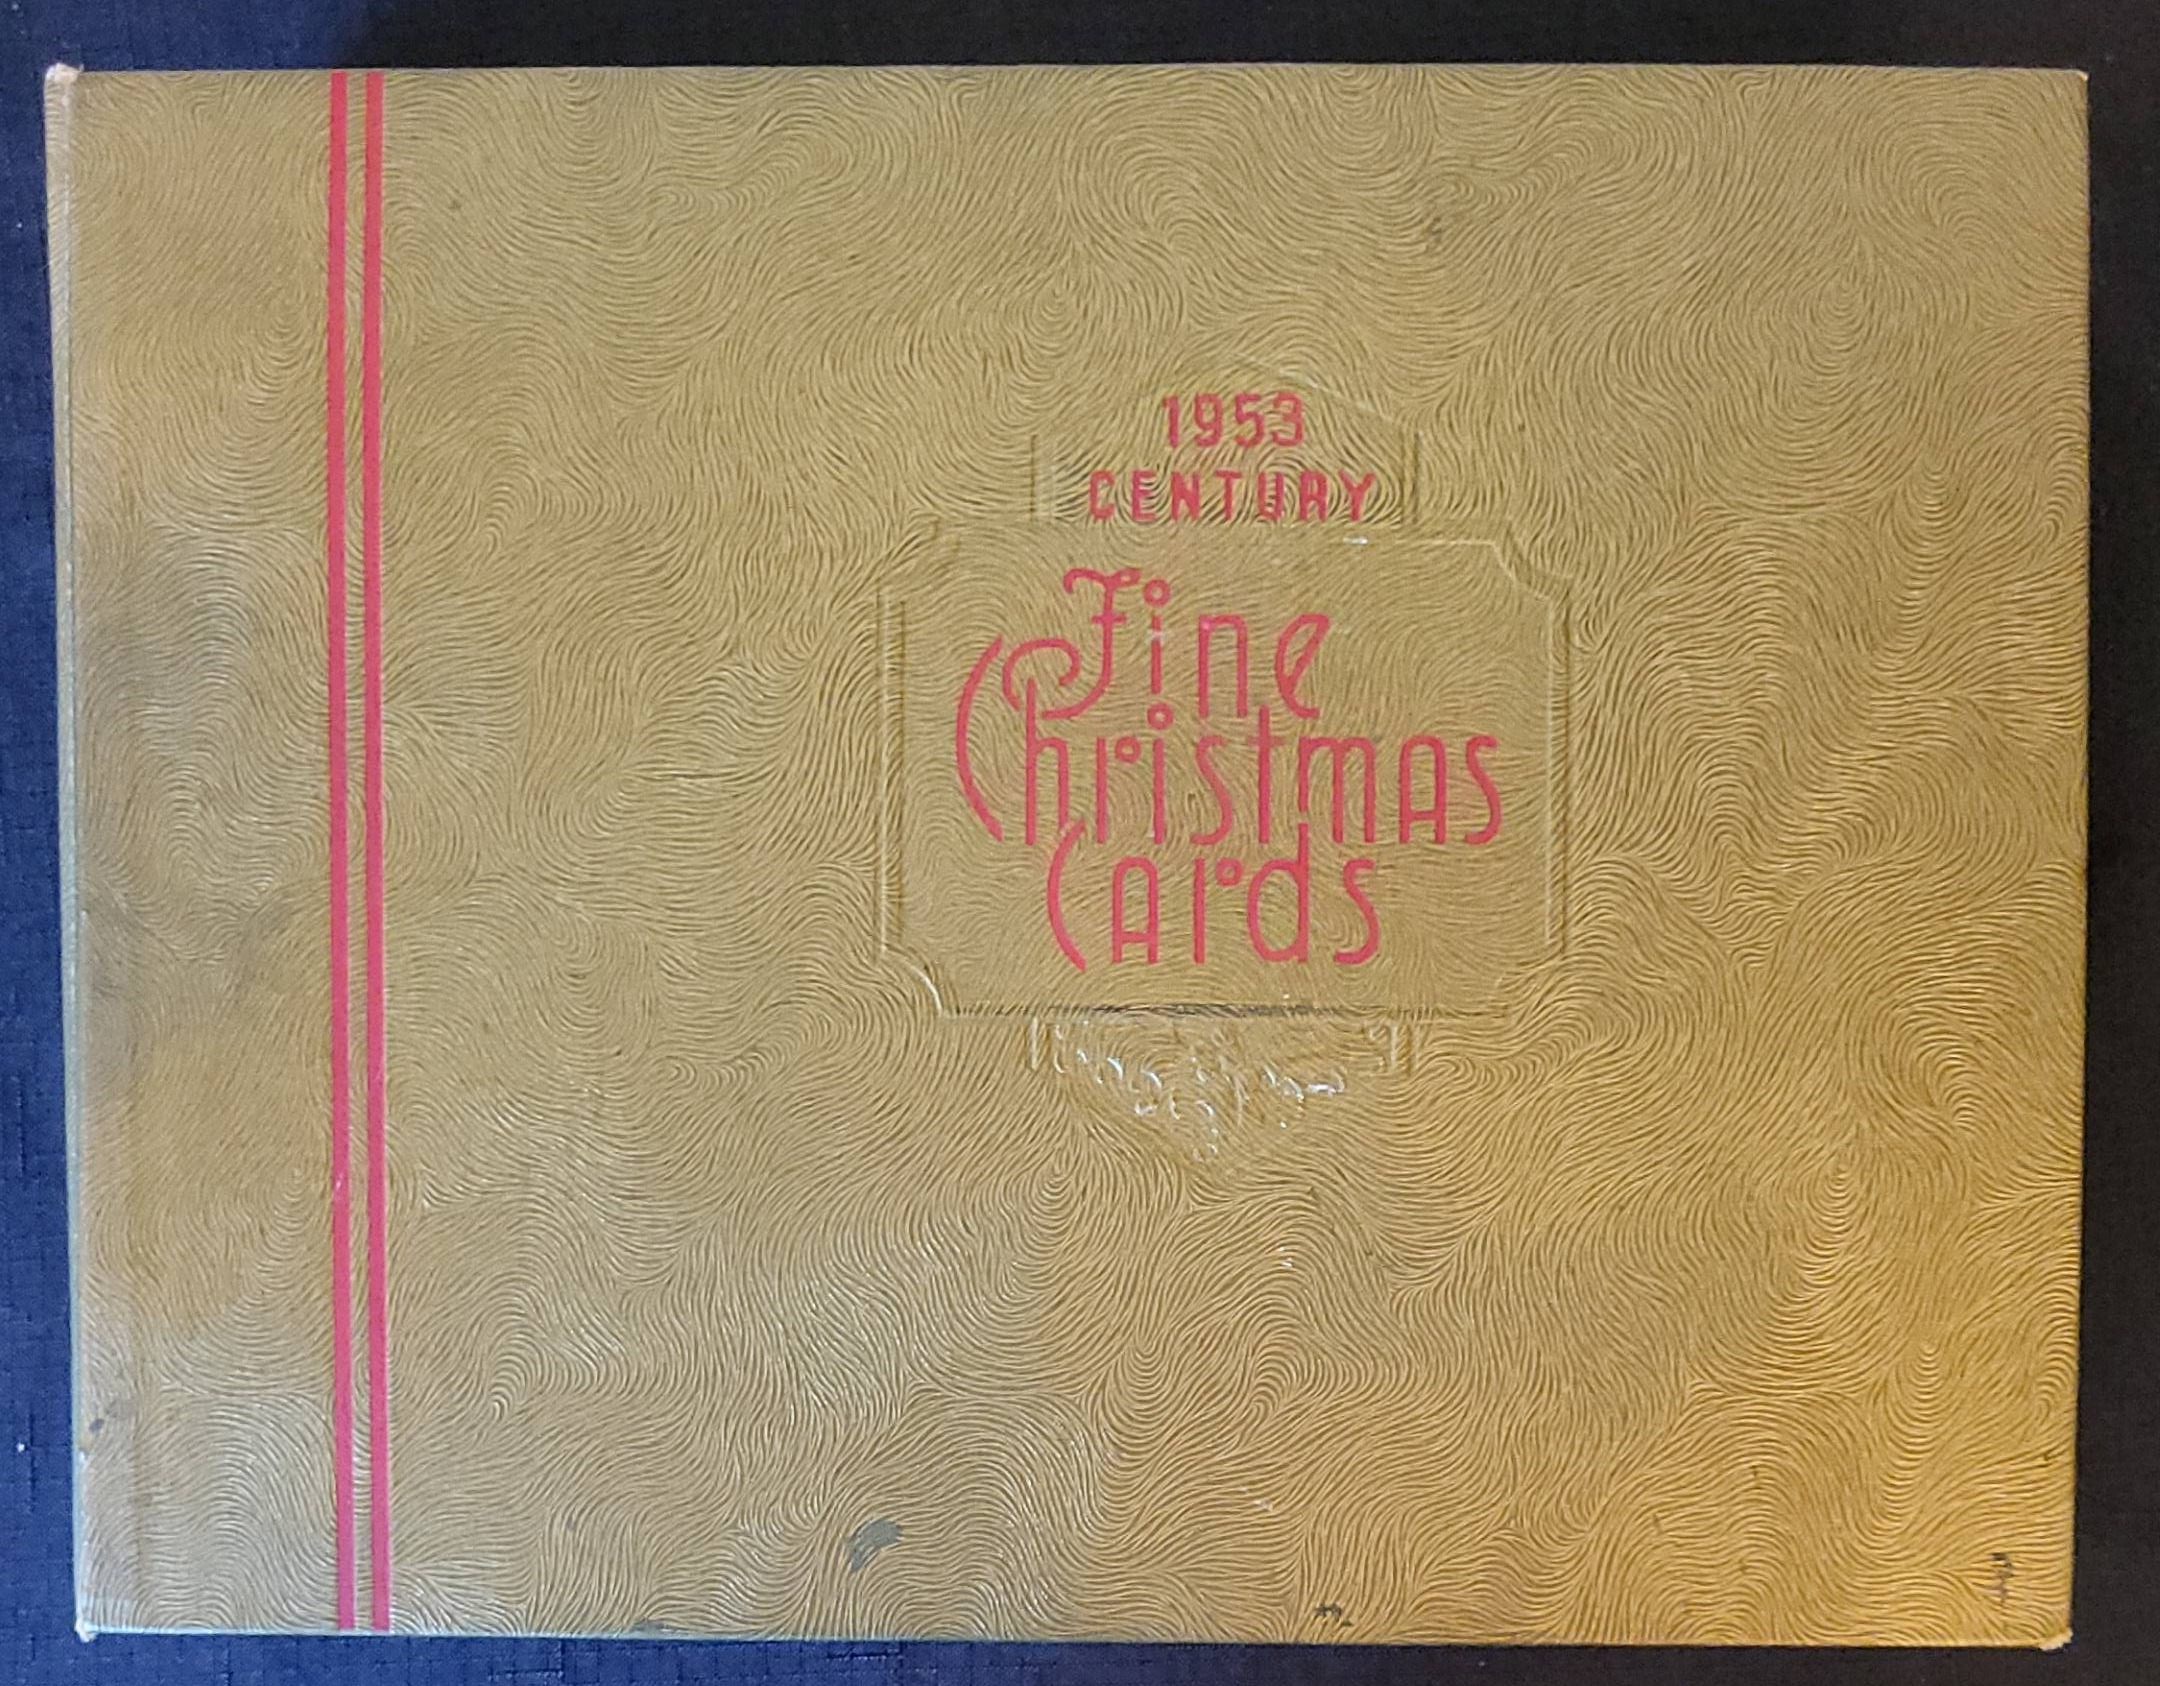 1953
CENTURY
Fine
Christmas
Cards